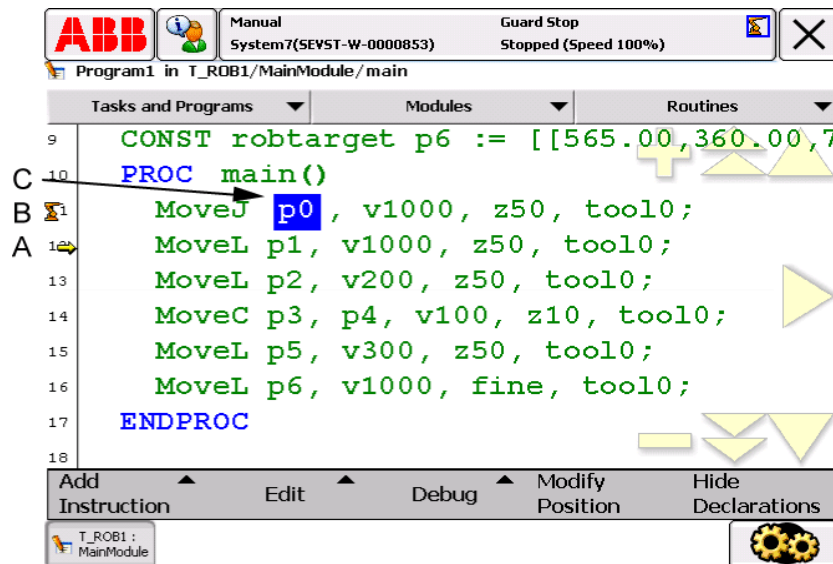 ABB Manual Guard Stop
System7(SEVST-W-0000853) Stopped (Speed 100%)
Program1 in T_ROB1/MainModule/main
Tasks and Programs Modules Routines
9 CONST robtarget p6 := [[565.00,360.00,7
C 10 PROC main()
B MoveJ p0 , v1000, z50, tool0;
A MoveL p1, v1000, z50, tool0;
13 MoveL p2, v200, z50, tool0;
14 MoveC p3, p4, v100, z10, tool0;
15 MoveL p5, v300, z50, tool0;
16 MoveL p6, v1000, fine, tool0;
17 ENDPROC
18
Add Instruction Edit Debug Modify Position Hide Declarations
T_ROB1 :
MainModule